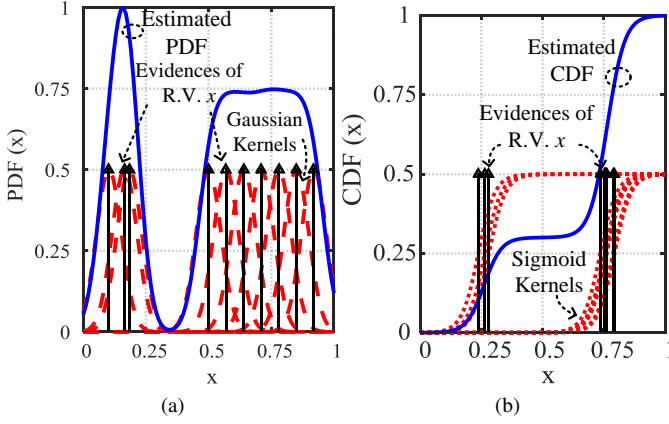 1
0.75
0.5
0.25
0
PDF (x)
Estimated
PDF
Evidences of
R.V. x
Gaussian
Kernels
0
0.25
0.5
0.75
1
x
(a)
1
0.75
0.5
0.25
0
CDF (x)
Estimated
CDF
Evidences of
R.V. x
Sigmoid
Kernels
0
0.25
0.5
0.75
1
x
(b)